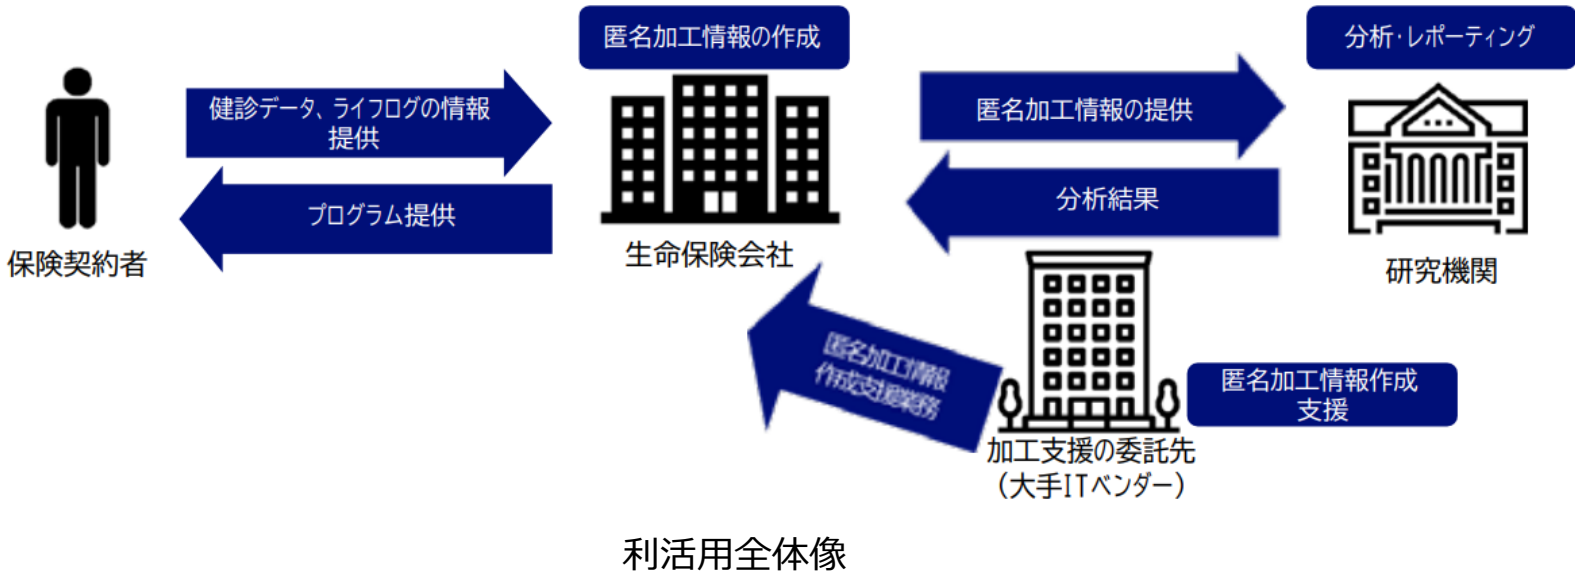 匿名加工情報の作成
分析・レポーティング
健診データ、ライフログの情報
提供
匿名加工情報の提供
プログラム提供
分析結果
保険契約者
生命保険会社
研究機関
匿名加工情報
作成支援業務
匿名加工情報作成
支援
加工支援の委託先
（大手ITベンダー）
利活用全体像